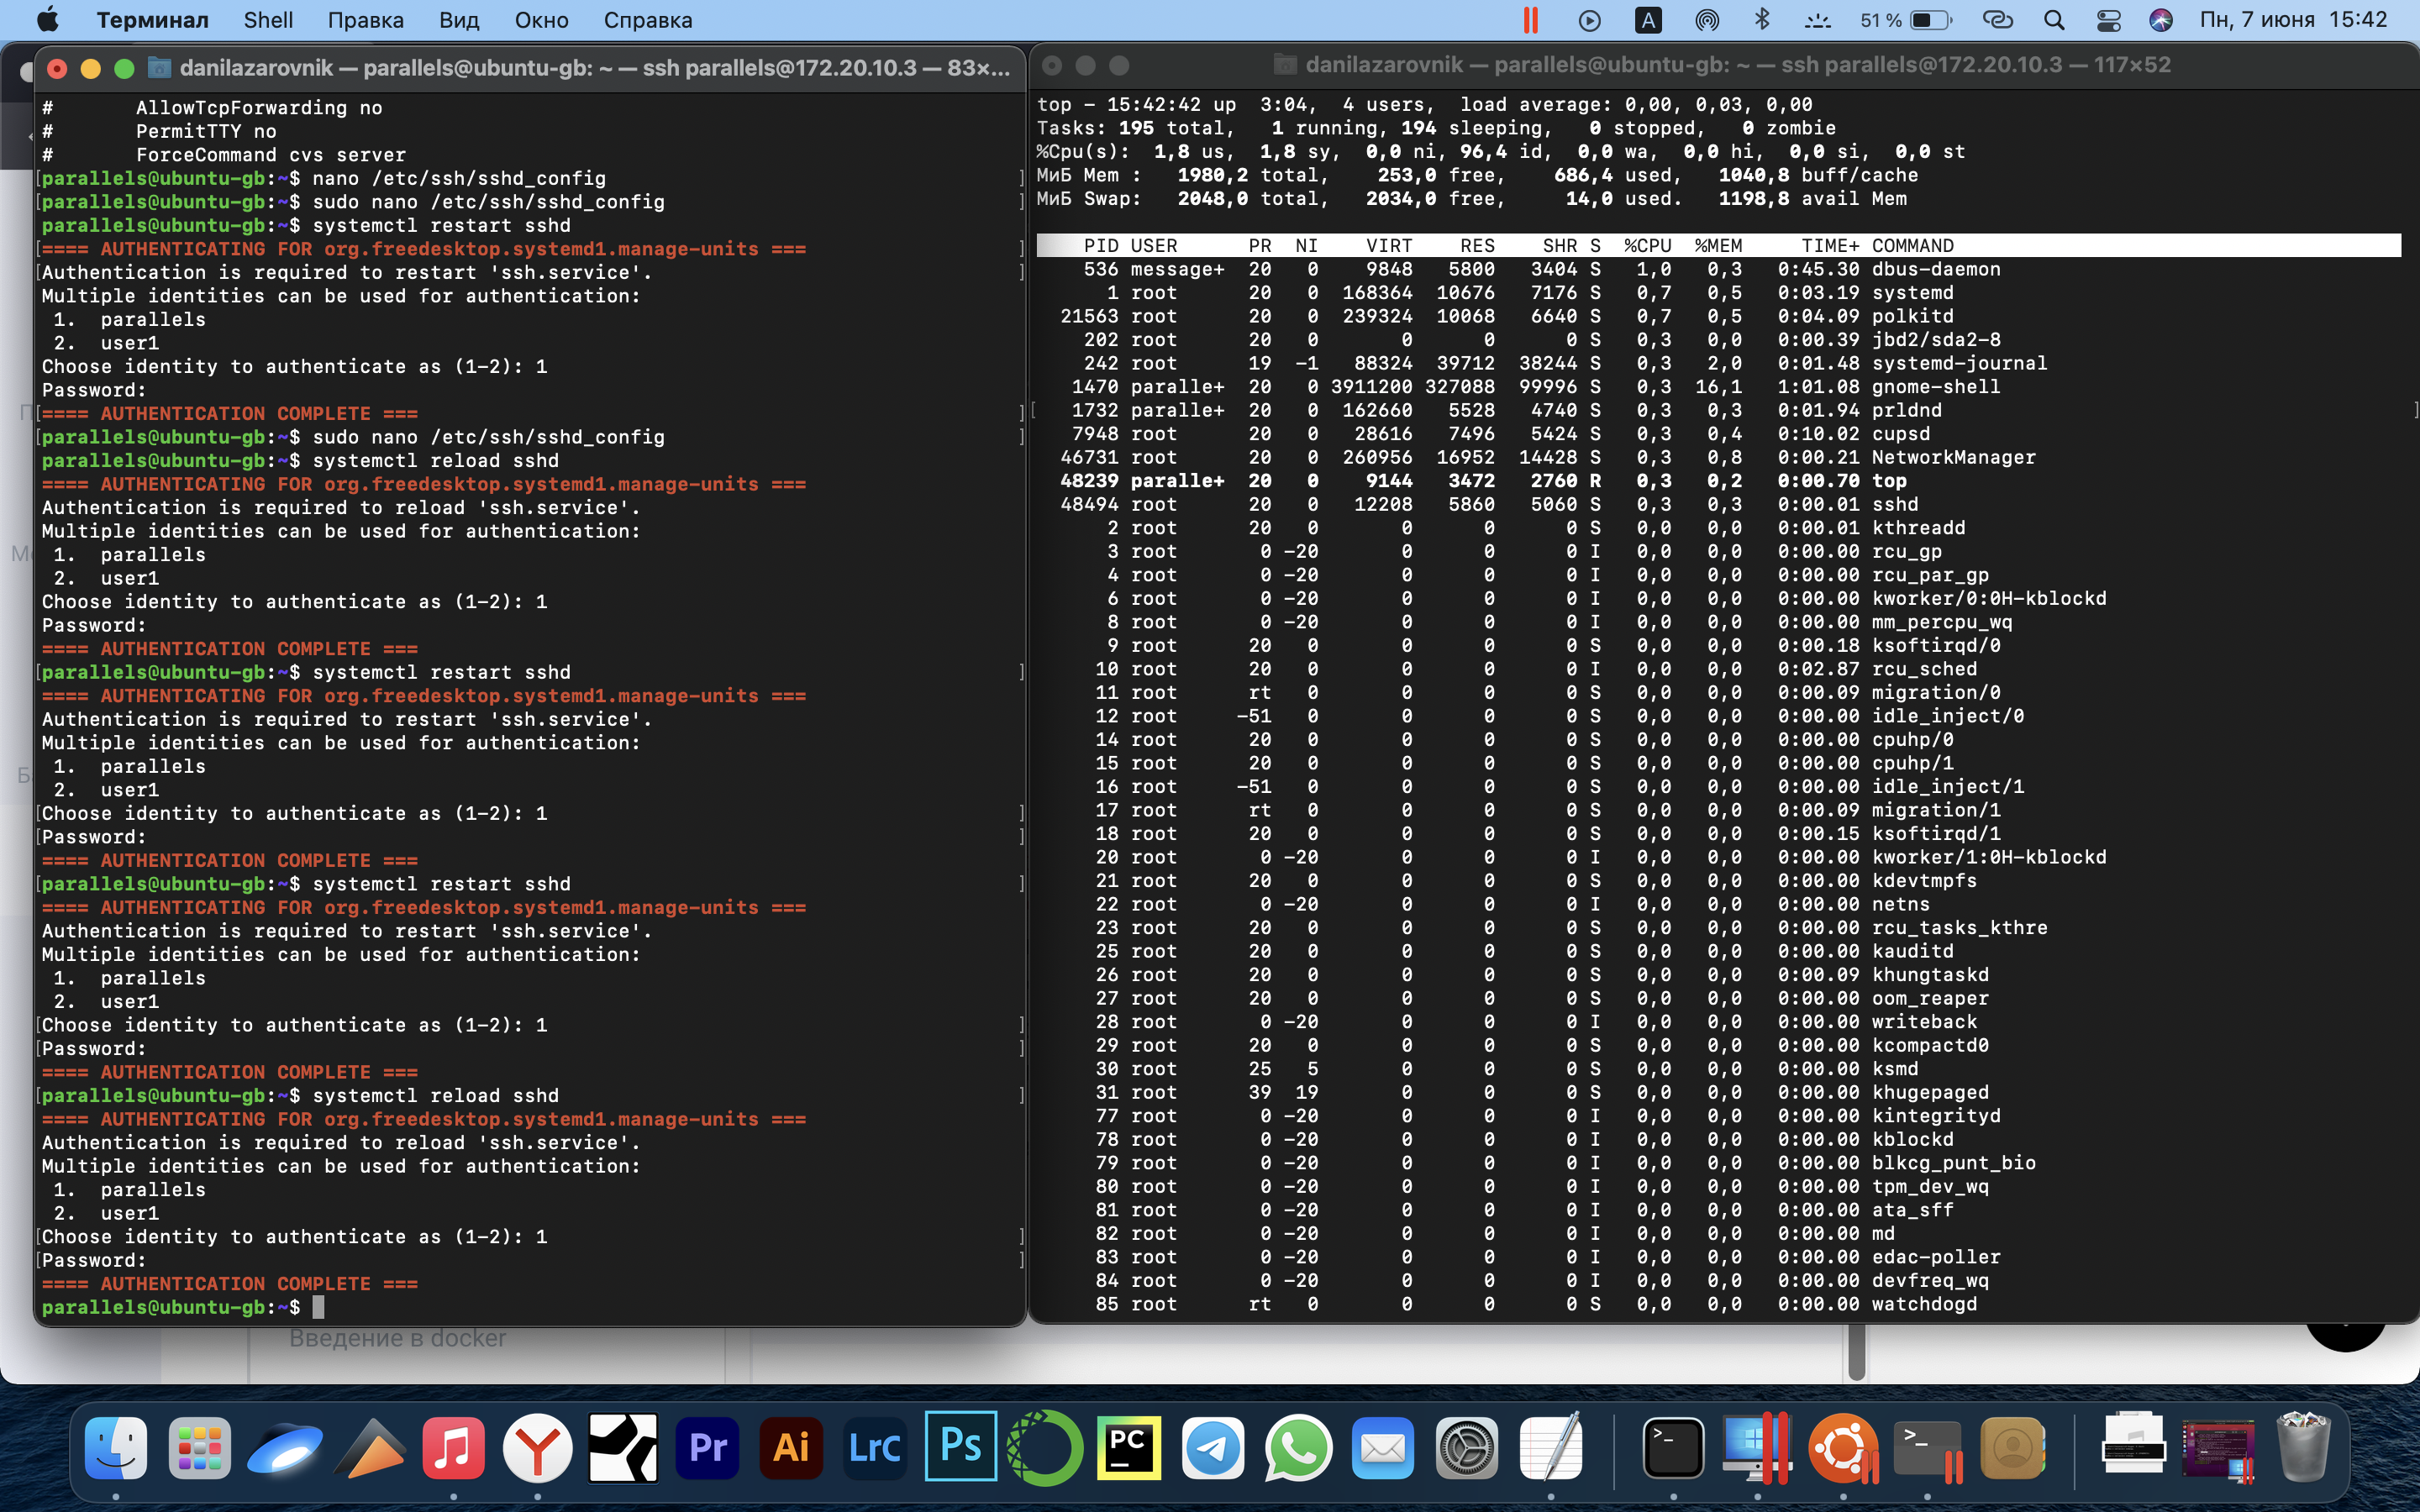 Терминал Shell Правка Вид Окно Справка A 51 % Пн, 7 июня 15:42
danilazarovnik — parallels@ubuntu-gb: ~ — ssh parallels@172.20.10.3 — 83×...
# AllowTcpForwarding no
# PermitTTY no
# ForceCommand cvs server
[parallels@ubuntu-gb:~$ nano /etc/ssh/sshd_config ]
[parallels@ubuntu-gb:~$ sudo nano /etc/ssh/sshd_config ]
parallels@ubuntu-gb:~$ systemctl restart sshd
[==== AUTHENTICATING FOR org.freedesktop.systemd1.manage-units === ]
[Authentication is required to restart 'ssh.service'. ]
Multiple identities can be used for authentication:
1. parallels
2. user1
Choose identity to authenticate as (1-2): 1
Password:
[==== AUTHENTICATION COMPLETE === ]
[parallels@ubuntu-gb:~$ sudo nano /etc/ssh/sshd_config ]
parallels@ubuntu-gb:~$ systemctl reload sshd
==== AUTHENTICATING FOR org.freedesktop.systemd1.manage-units ===
Authentication is required to reload 'ssh.service'.
Multiple identities can be used for authentication:
1. parallels
2. user1
Choose identity to authenticate as (1-2): 1
Password:
==== AUTHENTICATION COMPLETE ===
[parallels@ubuntu-gb:~$ systemctl restart sshd ]
==== AUTHENTICATING FOR org.freedesktop.systemd1.manage-units ===
Authentication is required to restart 'ssh.service'.
Multiple identities can be used for authentication:
1. parallels
2. user1
[Choose identity to authenticate as (1-2): 1 ]
[Password: ]
==== AUTHENTICATION COMPLETE ===
[parallels@ubuntu-gb:~$ systemctl restart sshd ]
==== AUTHENTICATING FOR org.freedesktop.systemd1.manage-units ===
Authentication is required to restart 'ssh.service'.
Multiple identities can be used for authentication:
1. parallels
2. user1
[Choose identity to authenticate as (1-2): 1 ]
[Password: ]
==== AUTHENTICATION COMPLETE ===
[parallels@ubuntu-gb:~$ systemctl reload sshd ]
==== AUTHENTICATING FOR org.freedesktop.systemd1.manage-units ===
Authentication is required to reload 'ssh.service'.
Multiple identities can be used for authentication:
1. parallels
2. user1
[Choose identity to authenticate as (1-2): 1 ]
[Password: ]
==== AUTHENTICATION COMPLETE ===
parallels@ubuntu-gb:~$
danilazarovnik — parallels@ubuntu-gb: ~ — ssh parallels@172.20.10.3 — 117×52
top - 15:42:42 up 3:04, 4 users, load average: 0,00, 0,03, 0,00
Tasks: 195 total, 1 running, 194 sleeping, 0 stopped, 0 zombie
%Cpu(s): 1,8 us, 1,8 sy, 0,0 ni, 96,4 id, 0,0 wa, 0,0 hi, 0,0 si, 0,0 st
МиБ Mem : 1980,2 total, 253,0 free, 686,4 used, 1040,8 buff/cache
МиБ Swap: 2048,0 total, 2034,0 free, 14,0 used. 1198,8 avail Mem
PID USER PR NI VIRT RES SHR S %CPU %MEM TIME+ COMMAND
536 message+ 20 0 9848 5800 3404 S 1,0 0,3 0:45.30 dbus-daemon
1 root 20 0 168364 10676 7176 S 0,7 0,5 0:03.19 systemd
21563 root 20 0 239324 10068 6640 S 0,7 0,5 0:04.09 polkitd
202 root 20 0 0 0 0 S 0,3 0,0 0:00.39 jbd2/sda2-8
242 root 19 -1 88324 39712 38244 S 0,3 2,0 0:01.48 systemd-journal
1470 paralle+ 20 0 3911200 327088 99996 S 0,3 16,1 1:01.08 gnome-shell
[ 1732 paralle+ 20 0 162660 5528 4740 S 0,3 0,3 0:01.94 prldnd ]
7948 root 20 0 28616 7496 5424 S 0,3 0,4 0:10.02 cupsd
46731 root 20 0 260956 16952 14428 S 0,3 0,8 0:00.21 NetworkManager
48239 paralle+ 20 0 9144 3472 2760 R 0,3 0,2 0:00.70 top
48494 root 20 0 12208 5860 5060 S 0,3 0,3 0:00.01 sshd
2 root 20 0 0 0 0 S 0,0 0,0 0:00.01 kthreadd
3 root 0 -20 0 0 0 I 0,0 0,0 0:00.00 rcu_gp
4 root 0 -20 0 0 0 I 0,0 0,0 0:00.00 rcu_par_gp
6 root 0 -20 0 0 0 I 0,0 0,0 0:00.00 kworker/0:0H-kblockd
8 root 0 -20 0 0 0 I 0,0 0,0 0:00.00 mm_percpu_wq
9 root 20 0 0 0 0 S 0,0 0,0 0:00.18 ksoftirqd/0
10 root 20 0 0 0 0 I 0,0 0,0 0:02.87 rcu_sched
11 root rt 0 0 0 0 S 0,0 0,0 0:00.09 migration/0
12 root -51 0 0 0 0 S 0,0 0,0 0:00.00 idle_inject/0
14 root 20 0 0 0 0 S 0,0 0,0 0:00.00 cpuhp/0
15 root 20 0 0 0 0 S 0,0 0,0 0:00.00 cpuhp/1
16 root -51 0 0 0 0 S 0,0 0,0 0:00.00 idle_inject/1
17 root rt 0 0 0 0 S 0,0 0,0 0:00.09 migration/1
18 root 20 0 0 0 0 S 0,0 0,0 0:00.15 ksoftirqd/1
20 root 0 -20 0 0 0 I 0,0 0,0 0:00.00 kworker/1:0H-kblockd
21 root 20 0 0 0 0 S 0,0 0,0 0:00.00 kdevtmpfs
22 root 0 -20 0 0 0 I 0,0 0,0 0:00.00 netns
23 root 20 0 0 0 0 S 0,0 0,0 0:00.00 rcu_tasks_kthre
25 root 20 0 0 0 0 S 0,0 0,0 0:00.00 kauditd
26 root 20 0 0 0 0 S 0,0 0,0 0:00.09 khungtaskd
27 root 20 0 0 0 0 S 0,0 0,0 0:00.00 oom_reaper
28 root 0 -20 0 0 0 I 0,0 0,0 0:00.00 writeback
29 root 20 0 0 0 0 S 0,0 0,0 0:00.00 kcompactd0
30 root 25 5 0 0 0 S 0,0 0,0 0:00.00 ksmd
31 root 39 19 0 0 0 S 0,0 0,0 0:00.00 khugepaged
77 root 0 -20 0 0 0 I 0,0 0,0 0:00.00 kintegrityd
78 root 0 -20 0 0 0 I 0,0 0,0 0:00.00 kblockd
79 root 0 -20 0 0 0 I 0,0 0,0 0:00.00 blkcg_punt_bio
80 root 0 -20 0 0 0 I 0,0 0,0 0:00.00 tpm_dev_wq
81 root 0 -20 0 0 0 I 0,0 0,0 0:00.00 ata_sff
82 root 0 -20 0 0 0 I 0,0 0,0 0:00.00 md
83 root 0 -20 0 0 0 I 0,0 0,0 0:00.00 edac-poller
84 root 0 -20 0 0 0 I 0,0 0,0 0:00.00 devfreq_wq
85 root rt 0 0 0 0 S 0,0 0,0 0:00.00 watchdogd
Введение в docker
Pr Ai LrC Ps PC